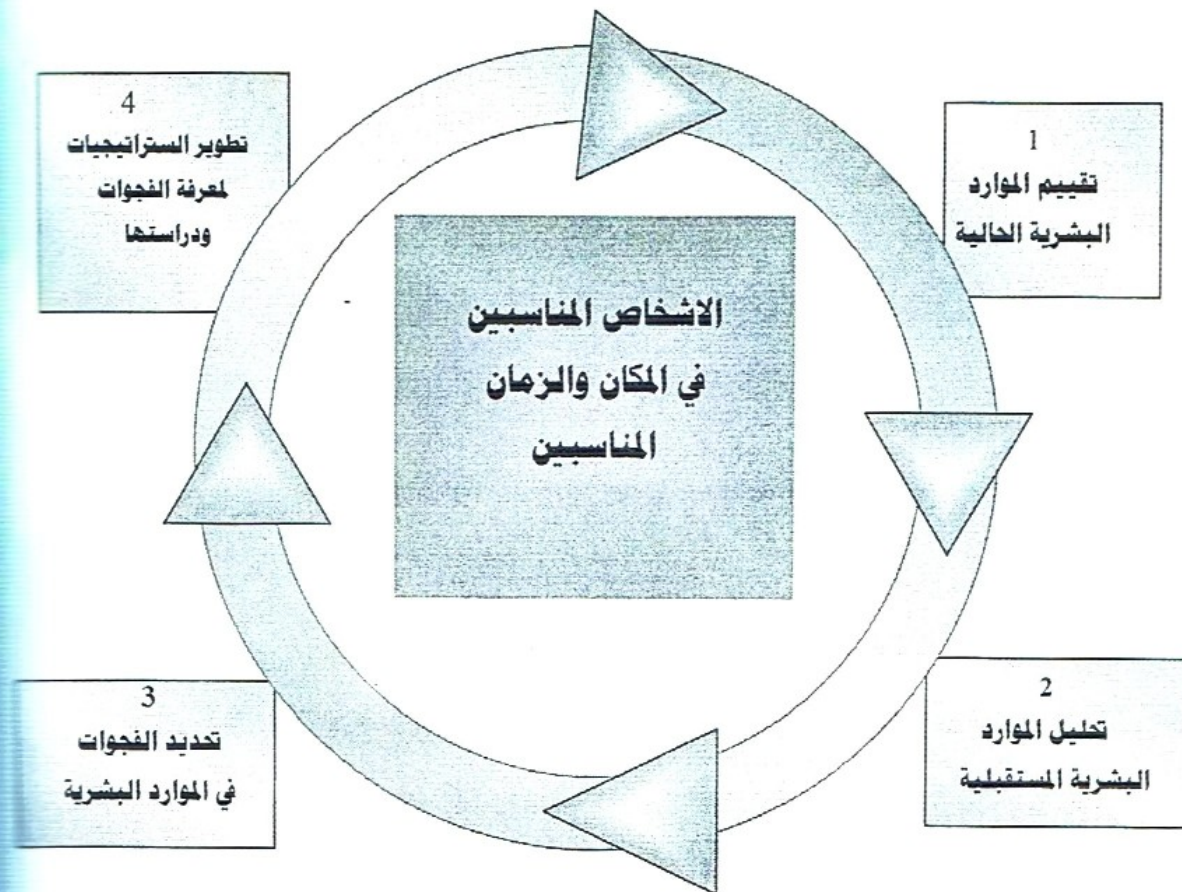 1
تقييم الموارد
البشرية الحالية
2
تحليل الموارد
البشرية المستقبلية
3
تحديد الفجوات
في الموارد البشرية
4
تطوير الستراتيجيات
لمعرفة الفجوات
ودراستها
الاشخاص المناسبين
في المكان والزمان
المناسبين